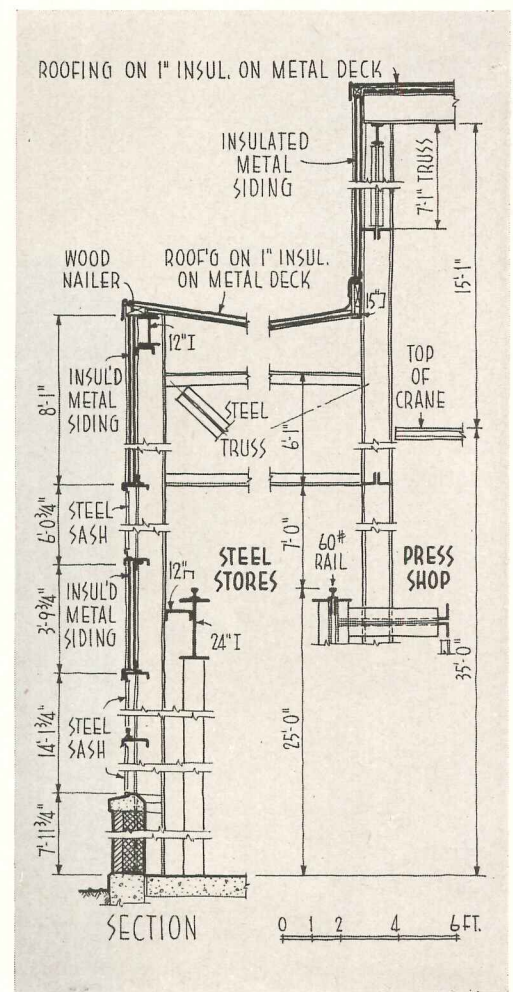 ROOFING ON 1" INSUL. ON METAL DECK
INSULATED
METAL
SIDING
7'-1" TRUSS
15'-1"
WOOD
NAILER
ROOF'G ON 1" INSUL.
ON METAL DECK
15"
12"I
8'-1"
INSUL'D
METAL
SIDING
STEEL
TRUSS
6'-1"
TOP
OF
CRANE
6'-0¾"
STEEL
SASH
7'-0"
STEEL
STORES
60#
RAIL
PRESS
SHOP
3'-9¾"
INSUL'D
METAL
SIDING
12"
24"I
35'-0"
14'-1¾"
STEEL
SASH
25'-0"
7'-11¾"
SECTION
0 1 2 4 6 FT.